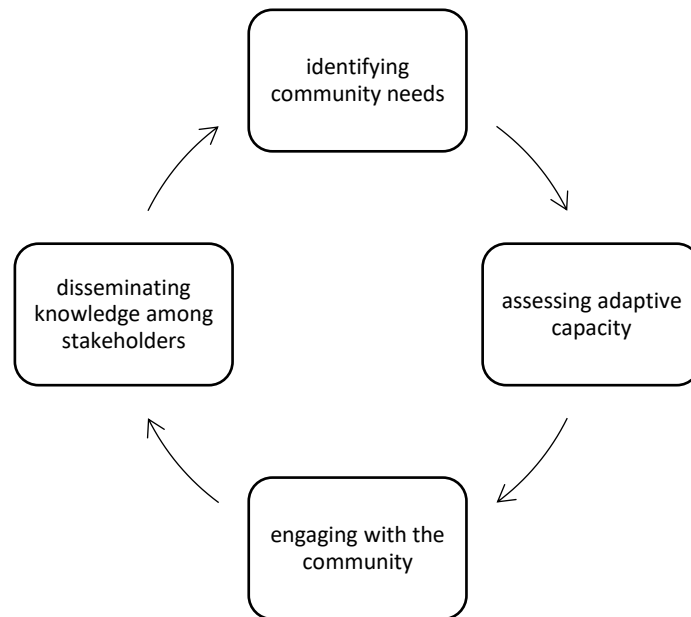 identifying
community needs
assessing adaptive
capacity
engaging with the
community
disseminating
knowledge among
stakeholders